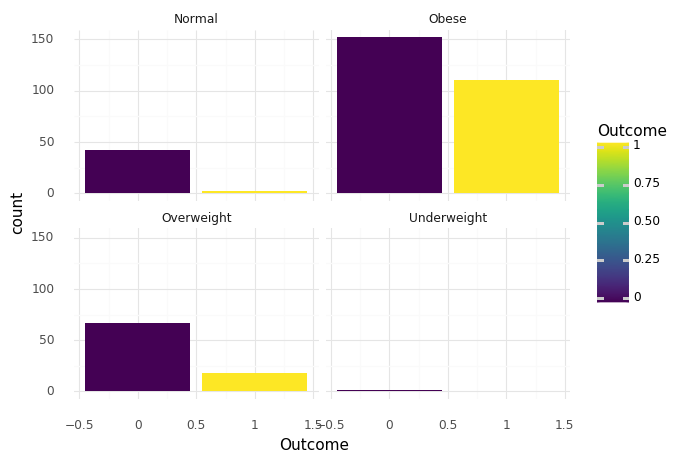 Normal
Obese
150
100
50
0
Outcome
1
0.75
0.50
0.25
0
count
Overweight
Underweight
150
100
50
0
−0.5 0 0.5 1 1.5
−0.5 0 0.5 1 1.5
Outcome